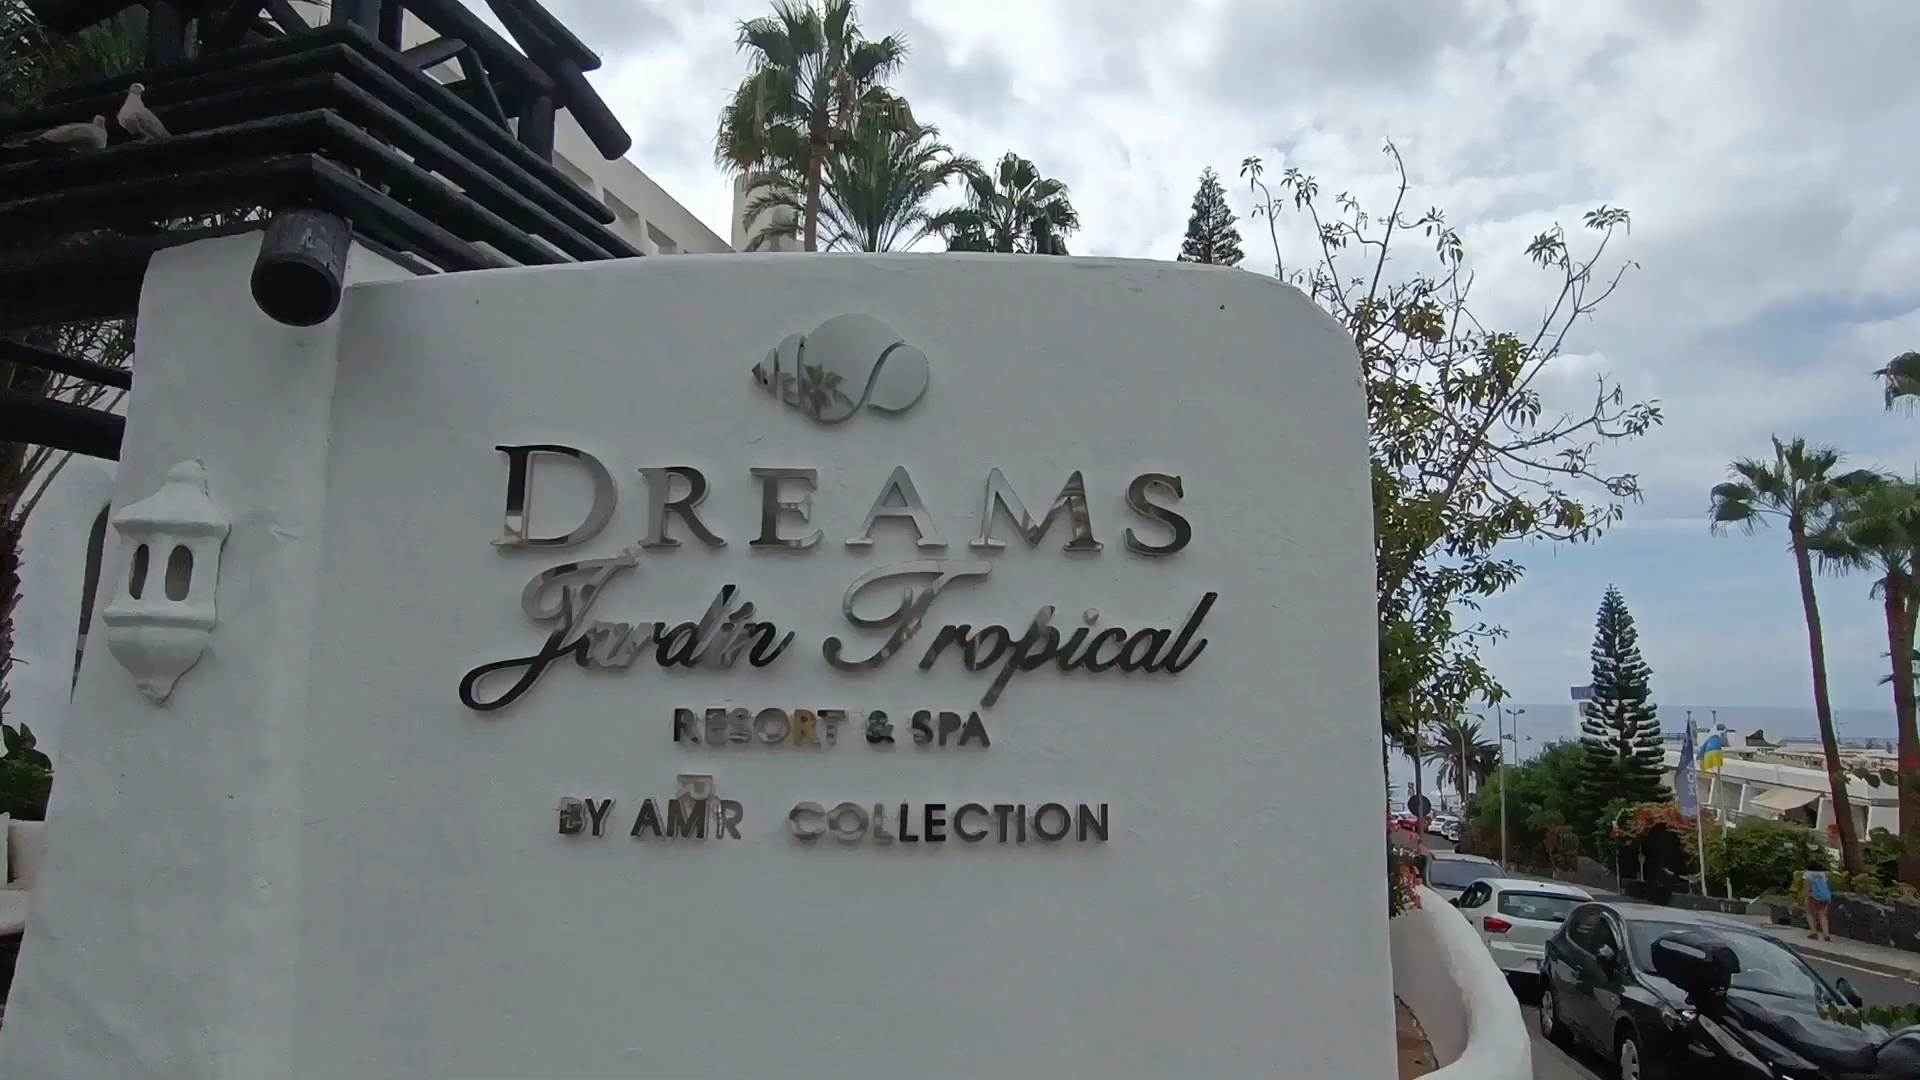 DREAMS
Jardín Tropical
RESORT & SPA
BY AMR COLLECTION